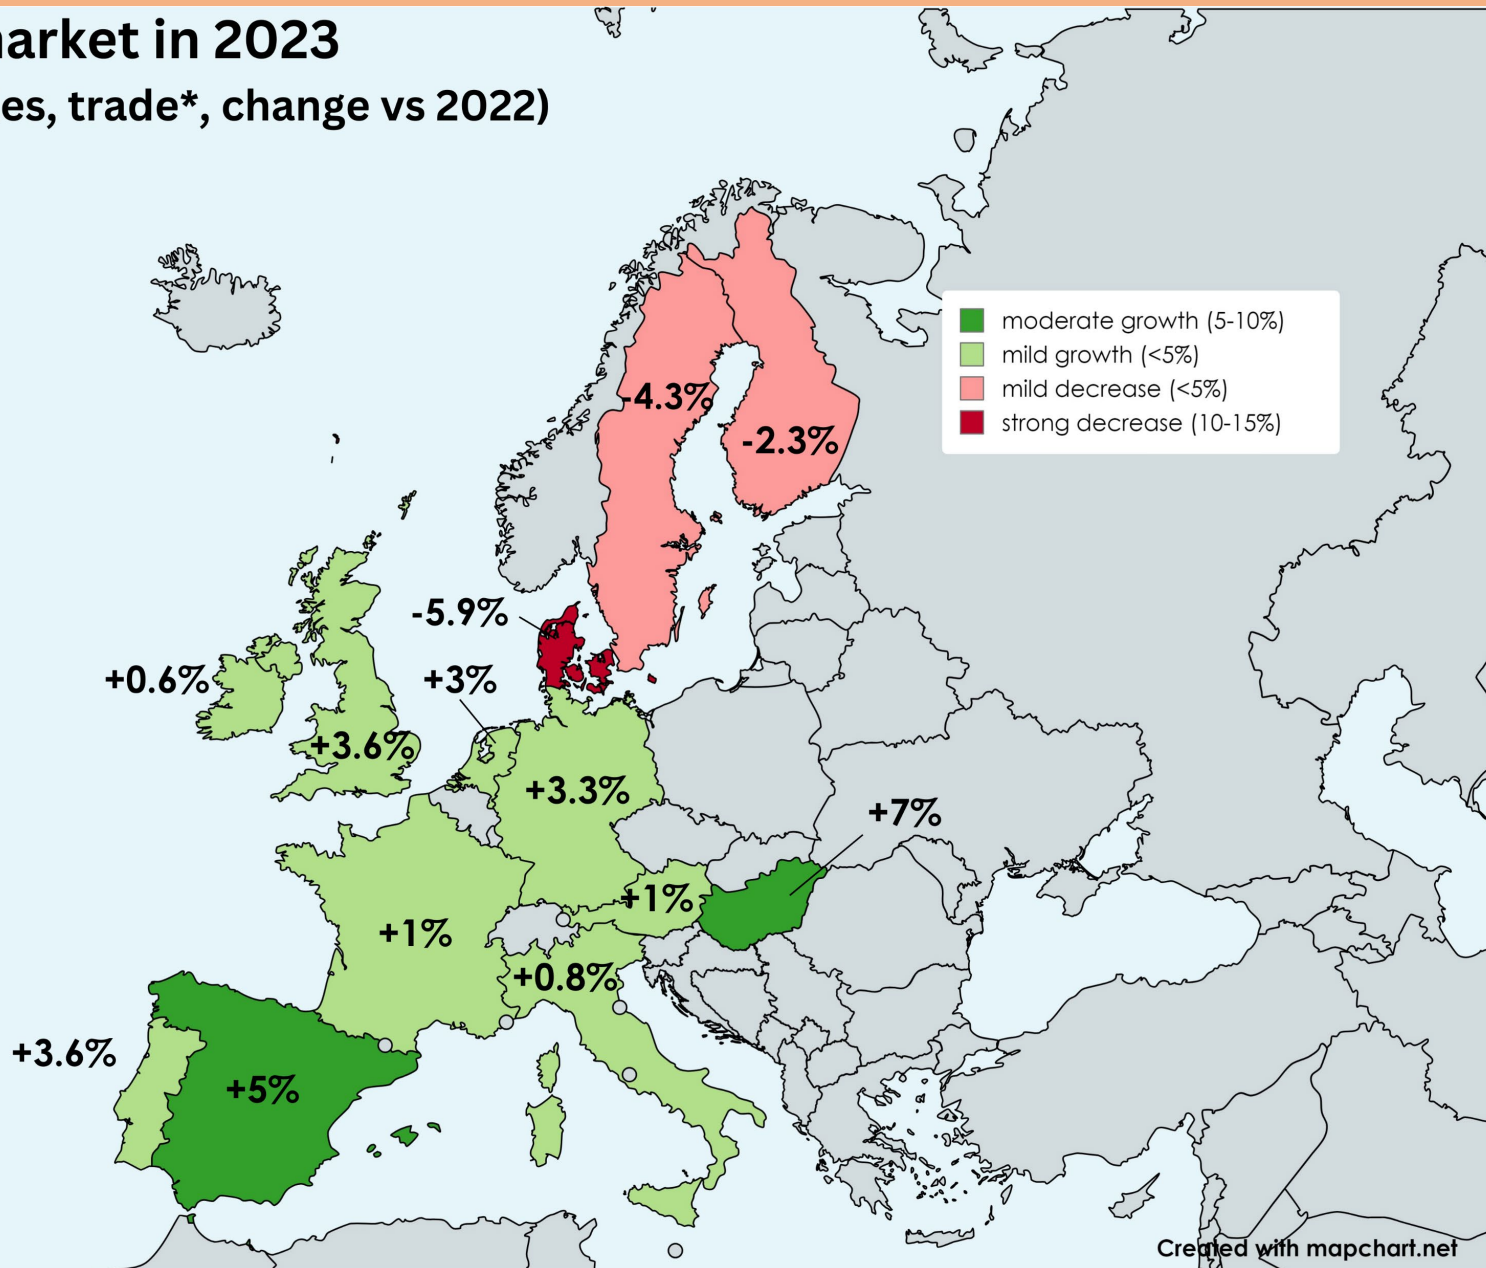 arket in 2023
es, trade*, change vs 2022)
moderate growth (5-10%)
mild growth (<5%)
mild decrease (<5%)
strong decrease (10-15%)
-4.3%
-2.3%
-5.9%
+3%
+0.6%
+3.6%
+3.3%
+7%
+1%
+1%
+0.8%
+3.6%
+5%
Created with mapchart.net